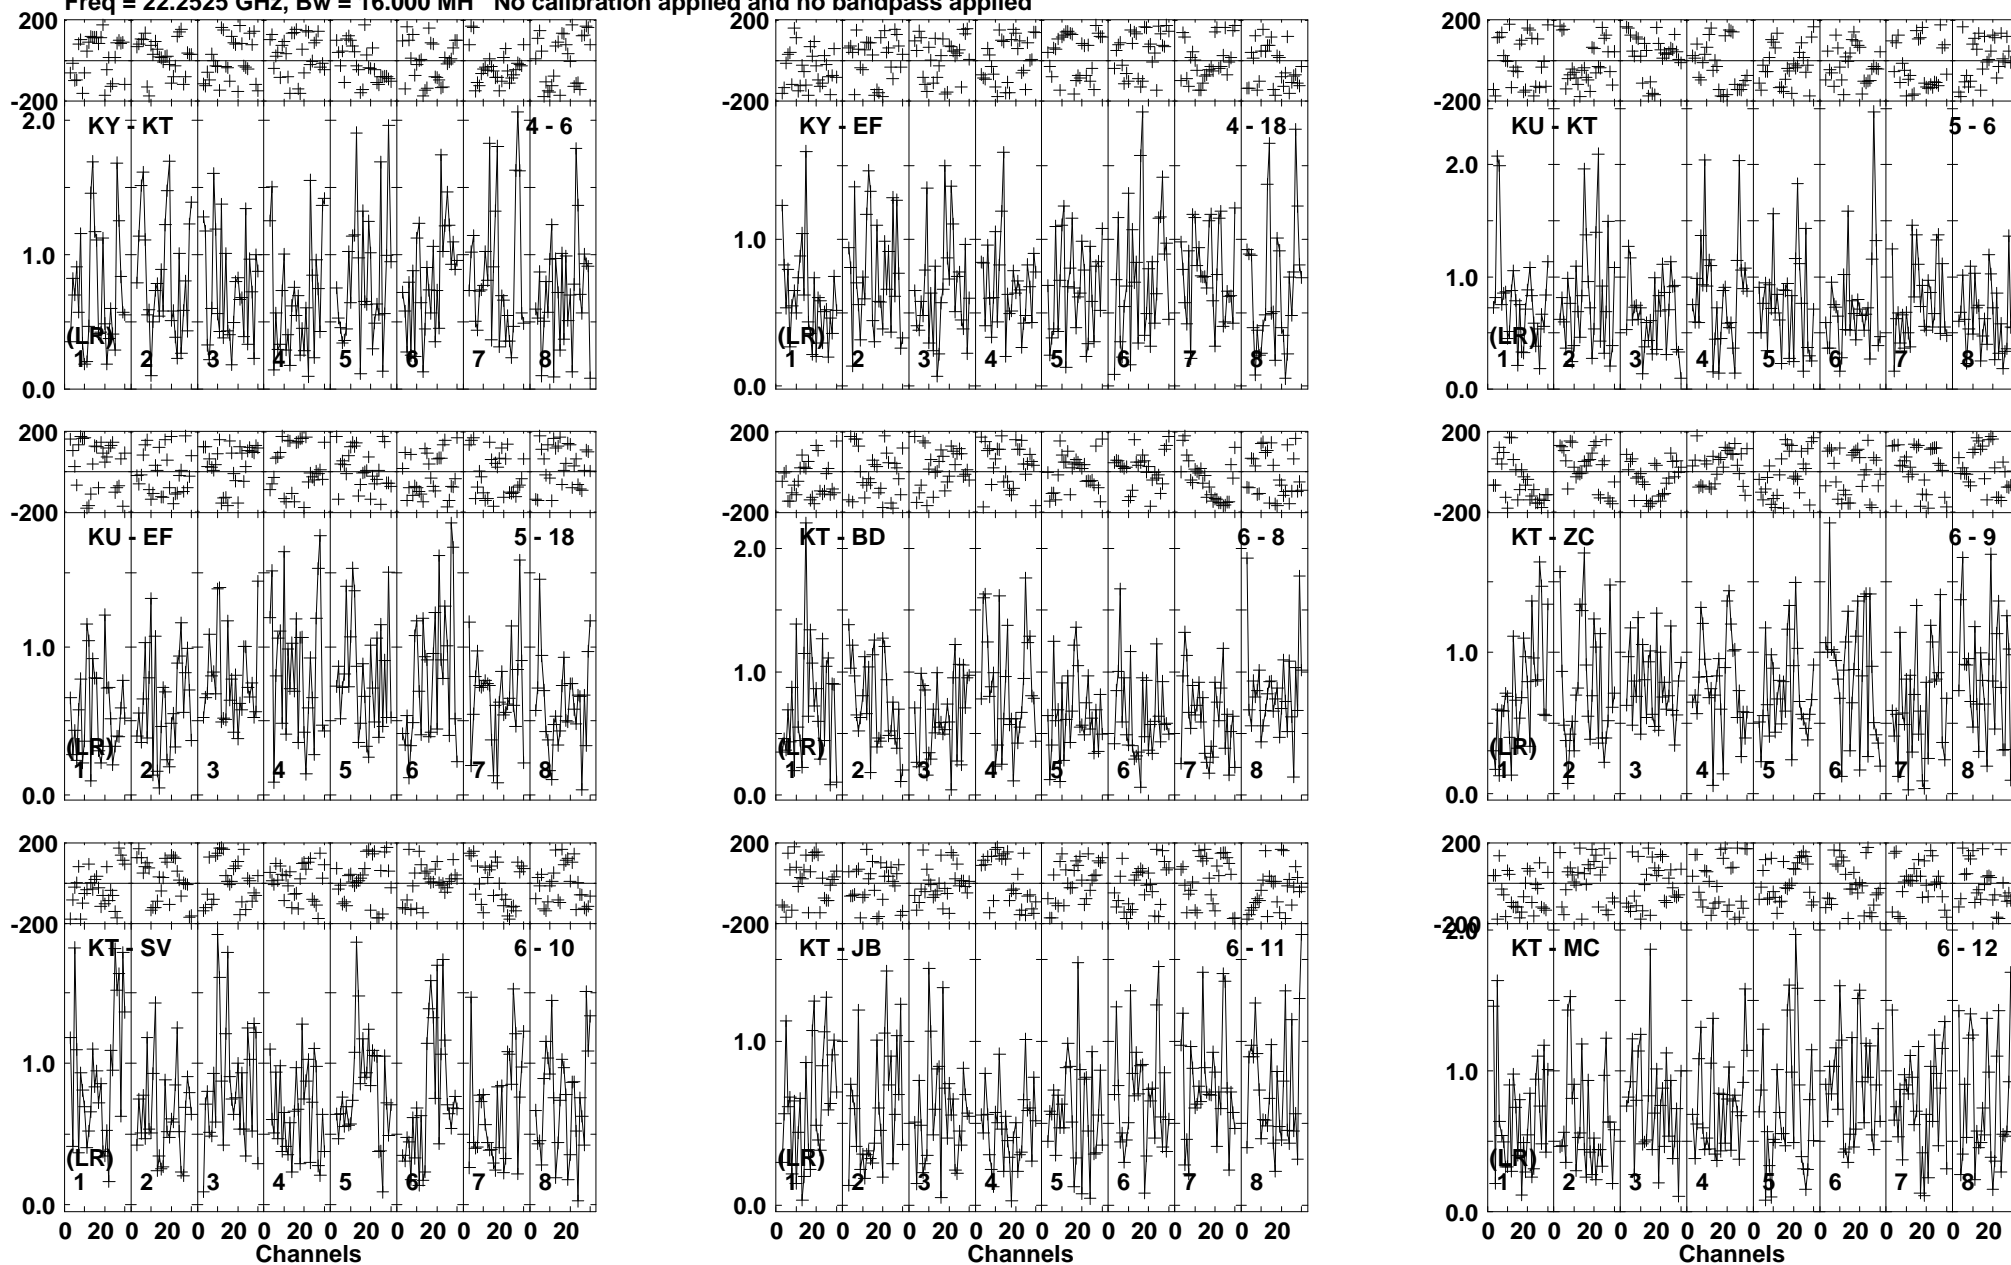 Freq = 22.2525 GHz, Bw = 16.000 MH No calibration applied and no bandpass applied
200 200 200
-200 -200 -200
2.0 KY - KT 4 - 6 KY - EF 4 - 18 KU - KT 5 - 6
2.0
1.0 1.0 1.0
(LR) (LR) (LR)
1 2 3 4 5 6 7 8 1 2 3 4 5 6 7 8 1 2 3 4 5 6 7 8
0.0 0.0 0.0
200 200 200
-200 -200 -200
KU - EF 5 - 18 KT - BD 6 - 8 KT - ZC 6 - 9
2.0
1.0 1.0 1.0
(LR) (LR) (LR)
1 2 3 4 5 6 7 8 1 2 3 4 5 6 7 8 1 2 3 4 5 6 7 8
0.0 0.0 0.0
200 200 200
-200 -200 -200
2.0
KT - SV 6 - 10 KT - JB 6 - 11 KT - MC 6 - 12
1.0 1.0 1.0
(LR) (LR) (LR)
1 2 3 4 5 6 7 8 1 2 3 4 5 6 7 8 1 2 3 4 5 6 7 8
0.0 0.0 0.0
0 20 0 20 0 20 0 20 0 20 0 20 0 20 0 20 0 20 0 20 0 20 0 20 0 20 0 20 0 20 0 20 0 20 0 20 0 20 0 20 0 20 0 20 0 20 0 20
Channels Channels Channels